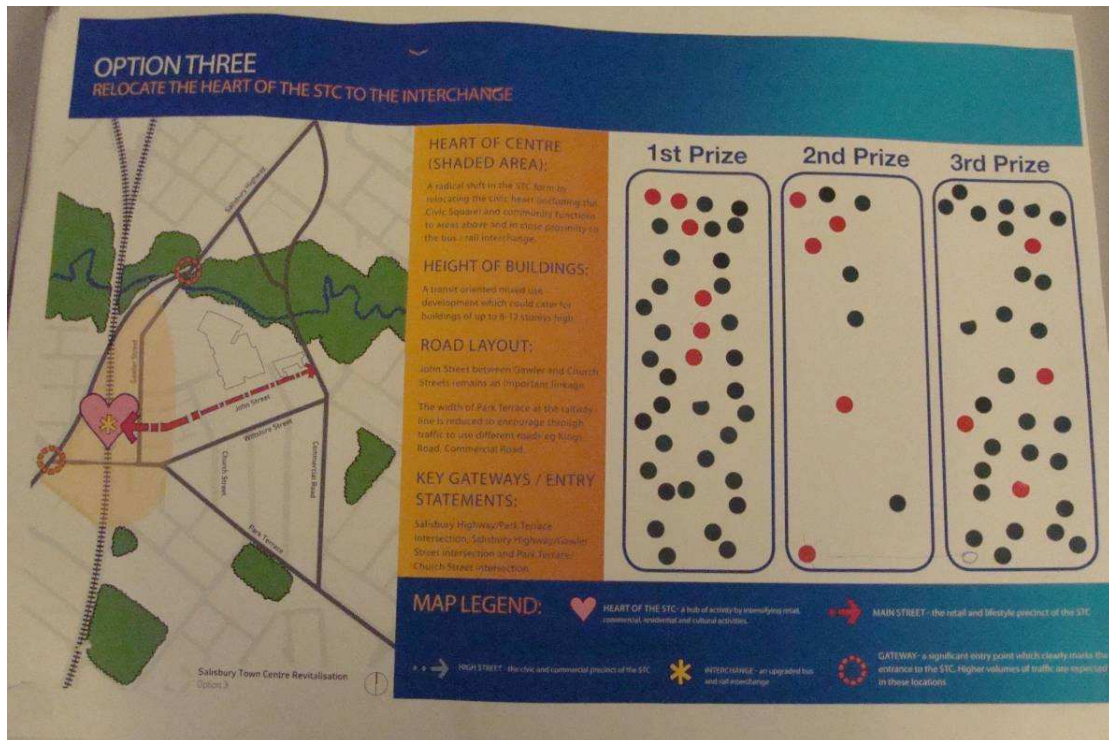 OPTION THREE
RELOCATE THE HEART OF THE STC TO THE INTERCHANGE
Salisbury Highway
Gawler Street
John Street
Wiltshire Street
Church Street
Commercial Road
Park Terrace
Salisbury Town Centre Revitalisation
Option 3
HEART OF CENTRE
(SHADED AREA):
A radical shift in the STC form by
relocating the civic heart (including the
Civic Square) and community functions
to areas above and in close proximity to
the bus - rail interchange.
HEIGHT OF BUILDINGS:
A transit oriented mixed use
development which could cater for
buildings of up to 8-12 storeys high.
ROAD LAYOUT:
John Street between Gawler and Church
Streets remains an important linkage
The width of Park Terrace at the railway
line is reduced to encourage through
traffic to use different roads eg Kings
Road, Commercial Road.
KEY GATEWAYS / ENTRY
STATEMENTS:
Salisbury Highway/Park Terrace
intersection, Salisbury Highway/Gawler
Street intersection and Park Terrace/
Church Street intersection
1st Prize
2nd Prize
3rd Prize
MAP LEGEND:
HEART OF THE STC - a hub of activity by intensifying retail,
commercial, residential and cultural activities.
MAIN STREET - the retail and lifestyle precinct of the STC
HIGH STREET - the civic and commercial precinct of the STC
INTERCHANGE - an upgraded bus
and rail interchange
GATEWAY - a significant entry point which clearly marks the
entrance to the STC. Higher volumes of traffic are expected
in these locations